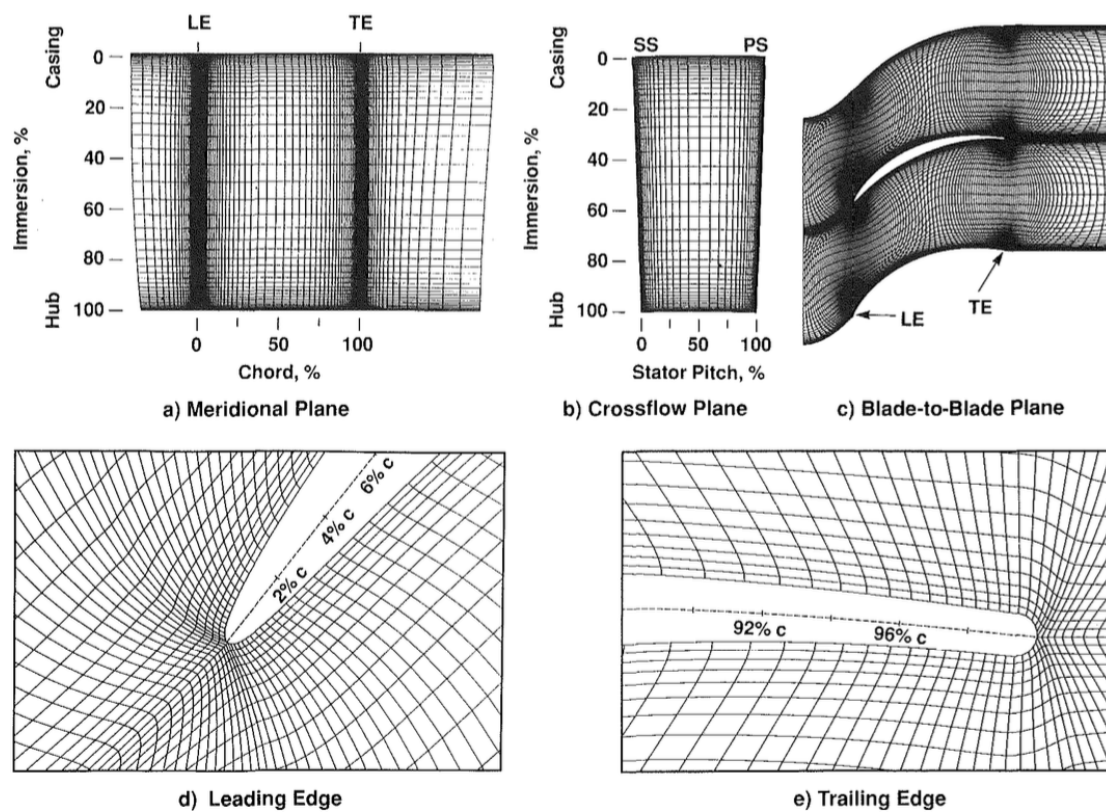 LE
TE
Casing
Immersion, %
Hub
0
20
40
60
80
100
0
50
100
Chord, %
a) Meridional Plane
SS
PS
Casing
Immersion, %
Hub
0
20
40
60
80
100
0
50
100
Stator Pitch, %
b) Crossflow Plane
LE
TE
c) Blade-to-Blade Plane
2% c
4% c
6% c
d) Leading Edge
92% c
96% c
e) Trailing Edge